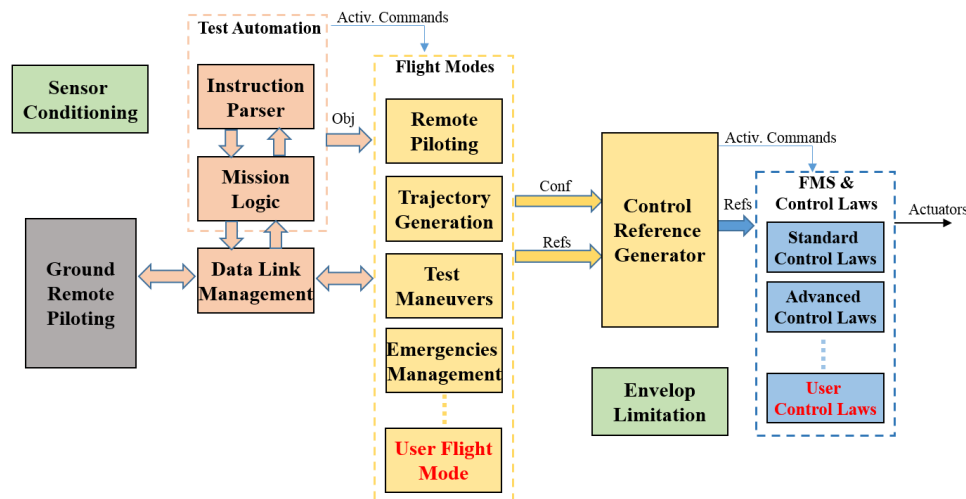 Activ. Commands
Test Automation
Flight Modes
Sensor
Conditioning
Instruction
Parser
Obj
Remote
Piloting
Activ. Commands
Mission
Logic
Trajectory
Generation
Conf
Refs
Control
Reference
Generator
Refs
FMS &
Control Laws
Actuators
Standard
Control Laws
Ground
Remote
Piloting
Data Link
Management
Test
Maneuvers
Advanced
Control Laws
Emergencies
Management
Envelop
Limitation
User
Control Laws
User Flight
Mode